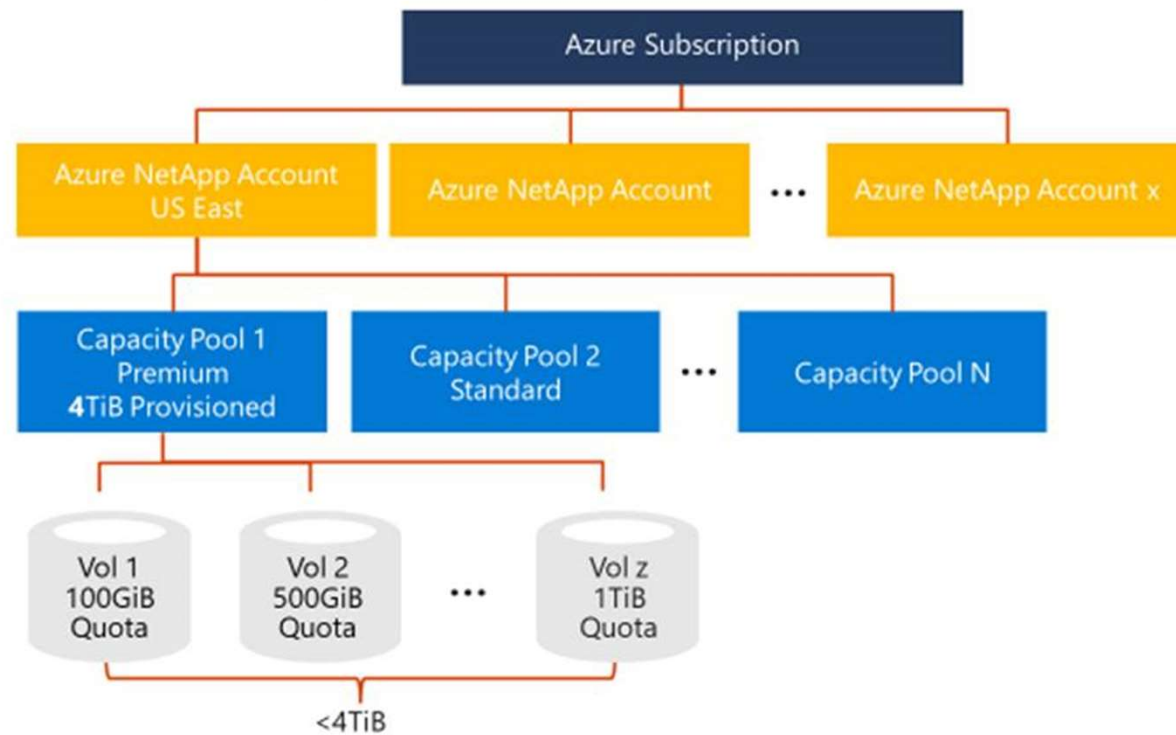 Azure Subscription
Azure NetApp Account
US East
Azure NetApp Account
...
Azure NetApp Account x
Capacity Pool 1
Premium
4TiB Provisioned
Capacity Pool 2
Standard
...
Capacity Pool N
Vol 1
100GiB
Quota
Vol 2
500GiB
Quota
...
Vol z
1TiB
Quota
<4TiB